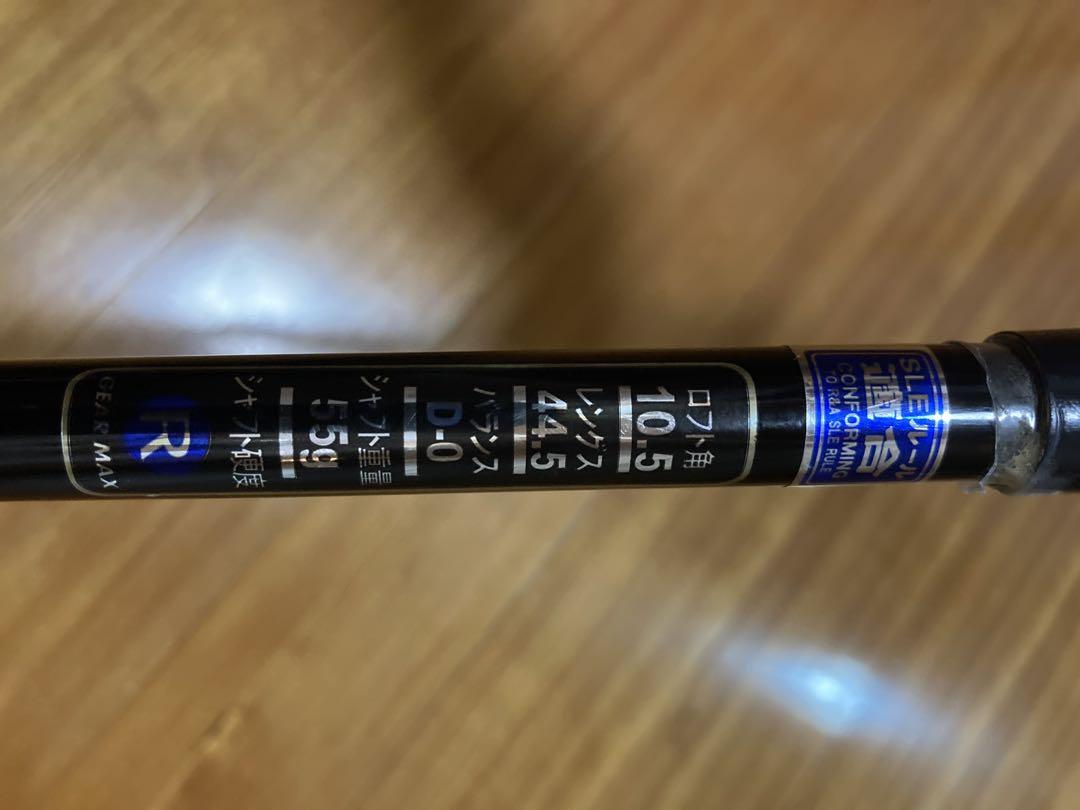 SLEルール
適合
CONFORMING
TO R&A SLE RULE
ロフト角
10.5
レングス
44.5
バランス
D-0
シャフト重量
55g
シャフト硬度
R
GEAR MAX